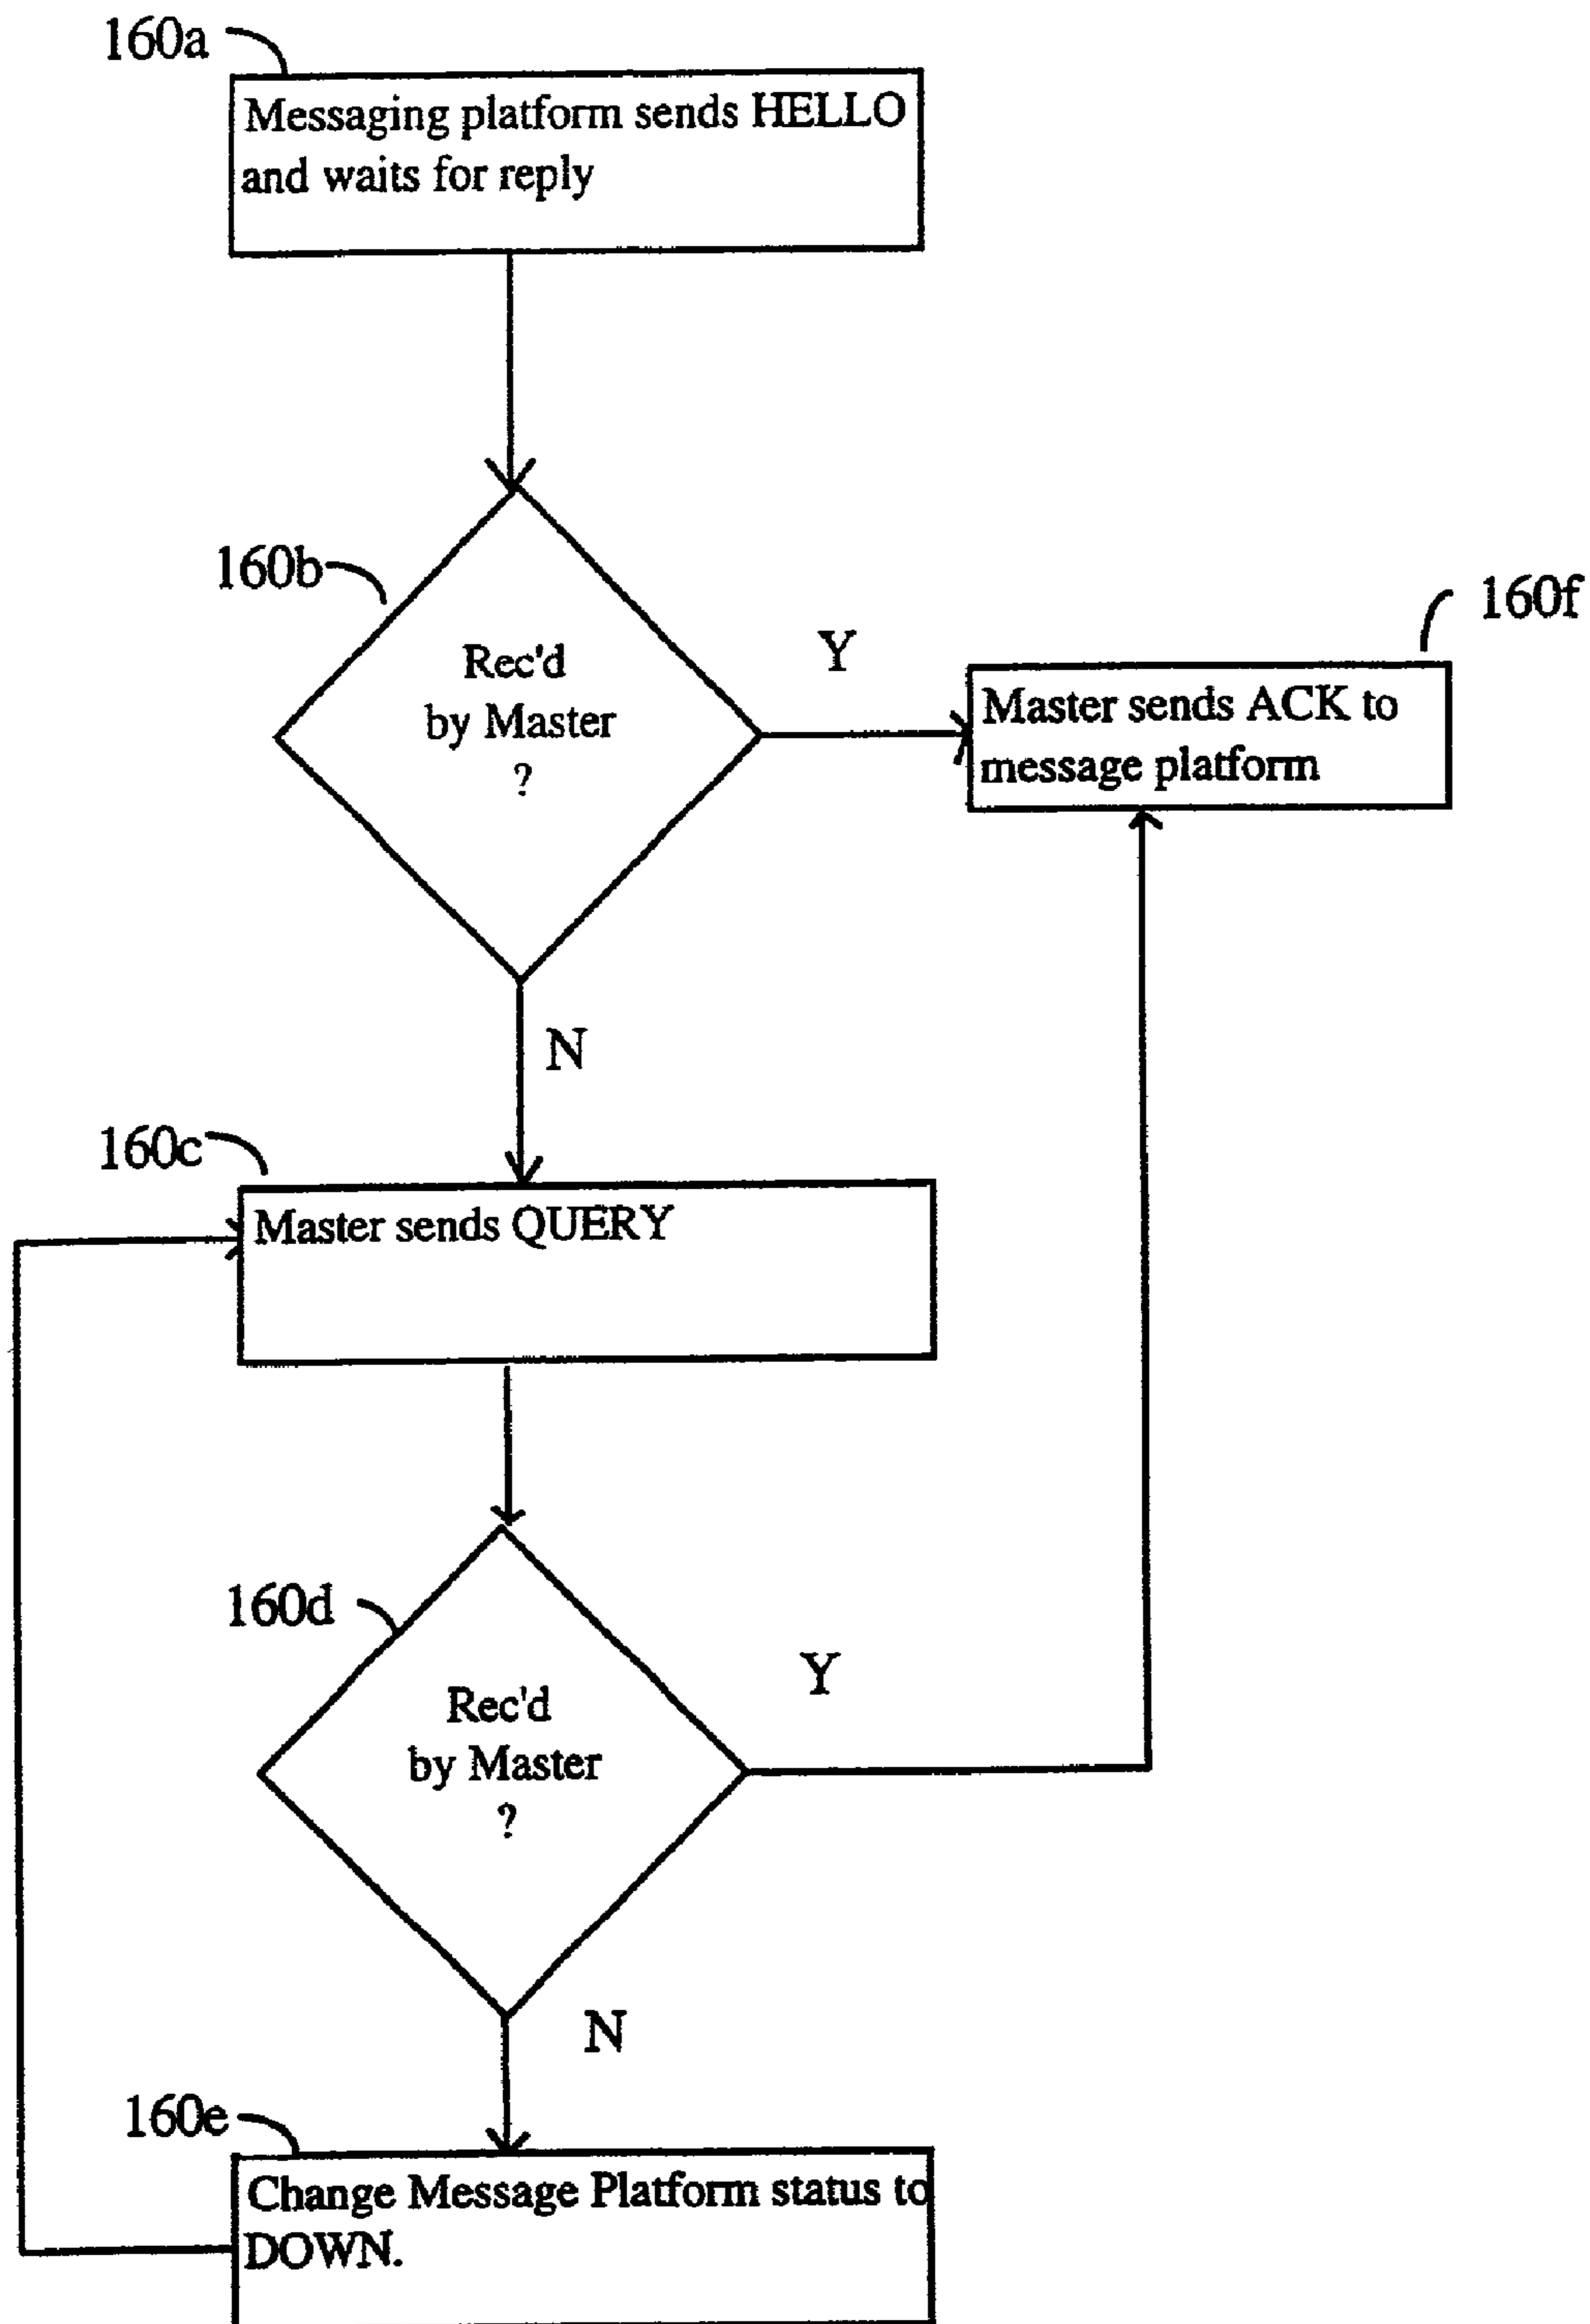 160a
Messaging platform sends HELLO
and waits for reply
160b
Rec'd
by Master
?
Y
160f
Master sends ACK to
message platform
N
160c
Master sends QUERY
160d
Rec'd
by Master
?
Y
N
160e
Change Message Platform status to
DOWN.